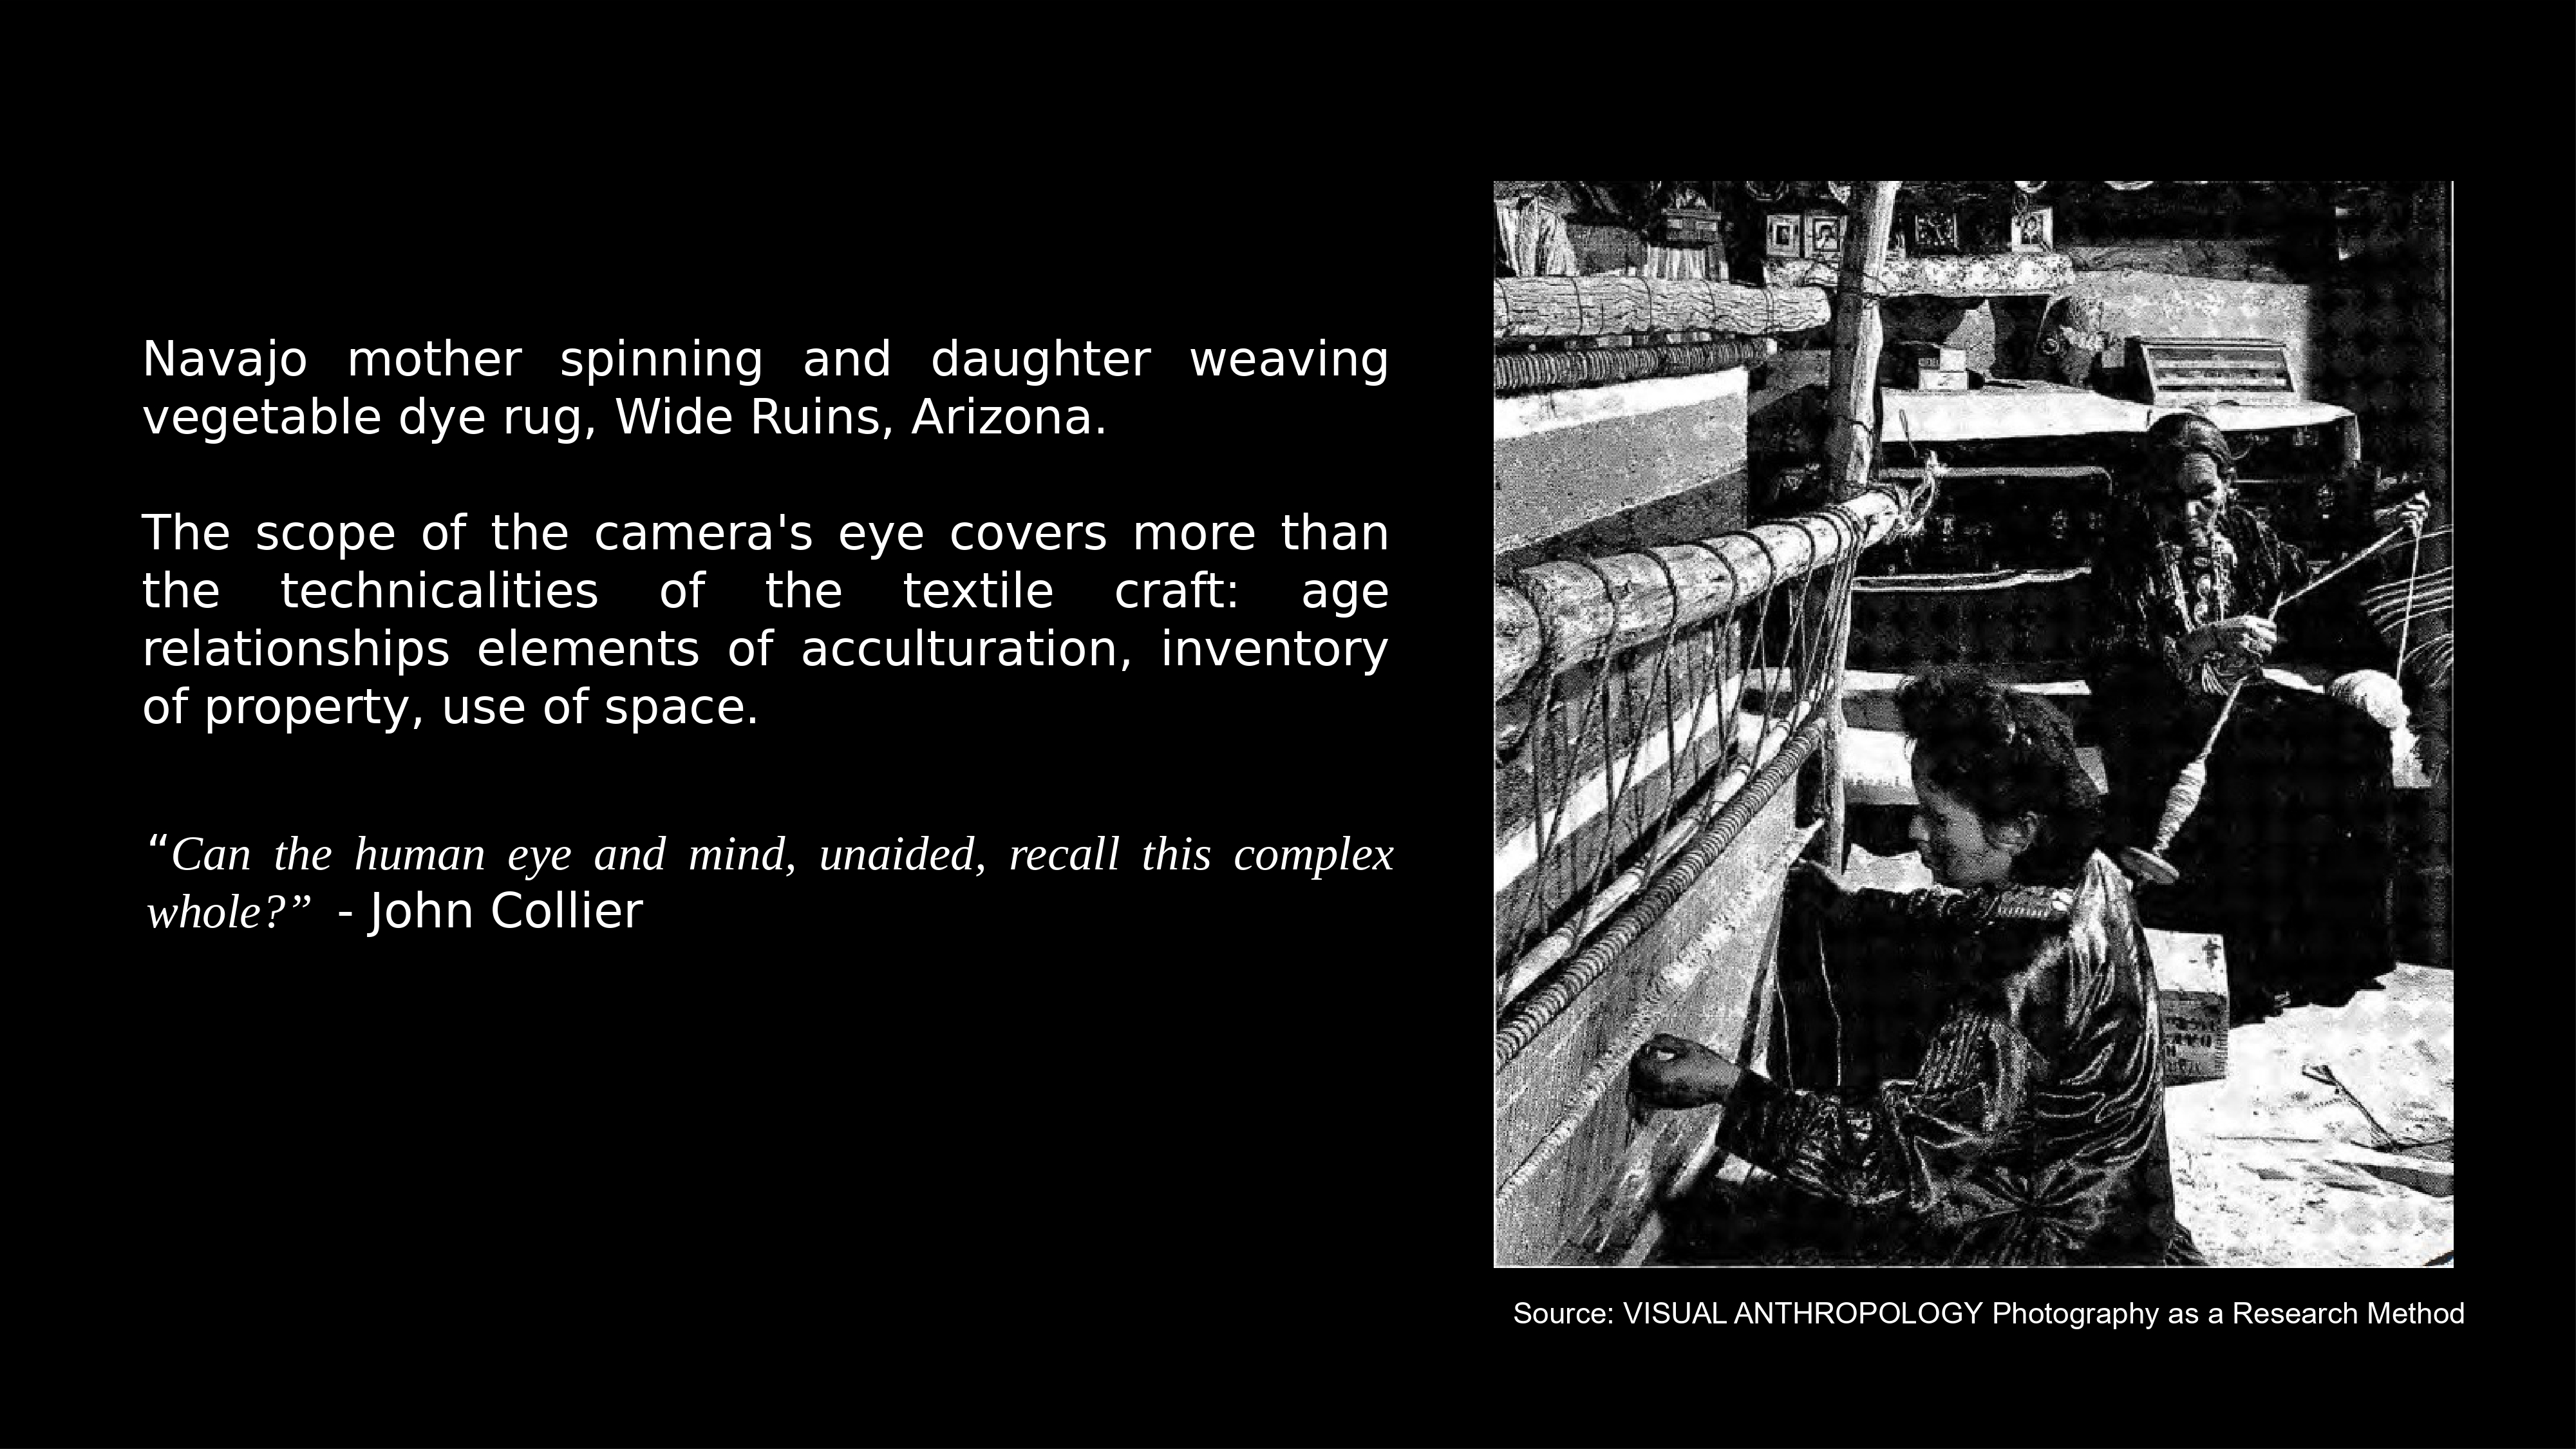 Navajo mother spinning and daughter weaving
vegetable dye rug, Wide Ruins, Arizona.
The scope of the camera's eye covers more than
the technicalities of the textile craft: age
relationships elements of acculturation, inventory
of property, use of space.
“Can the human eye and mind, unaided, recall this complex
whole?” - John Collier
Source: VISUAL ANTHROPOLOGY Photography as a Research Method